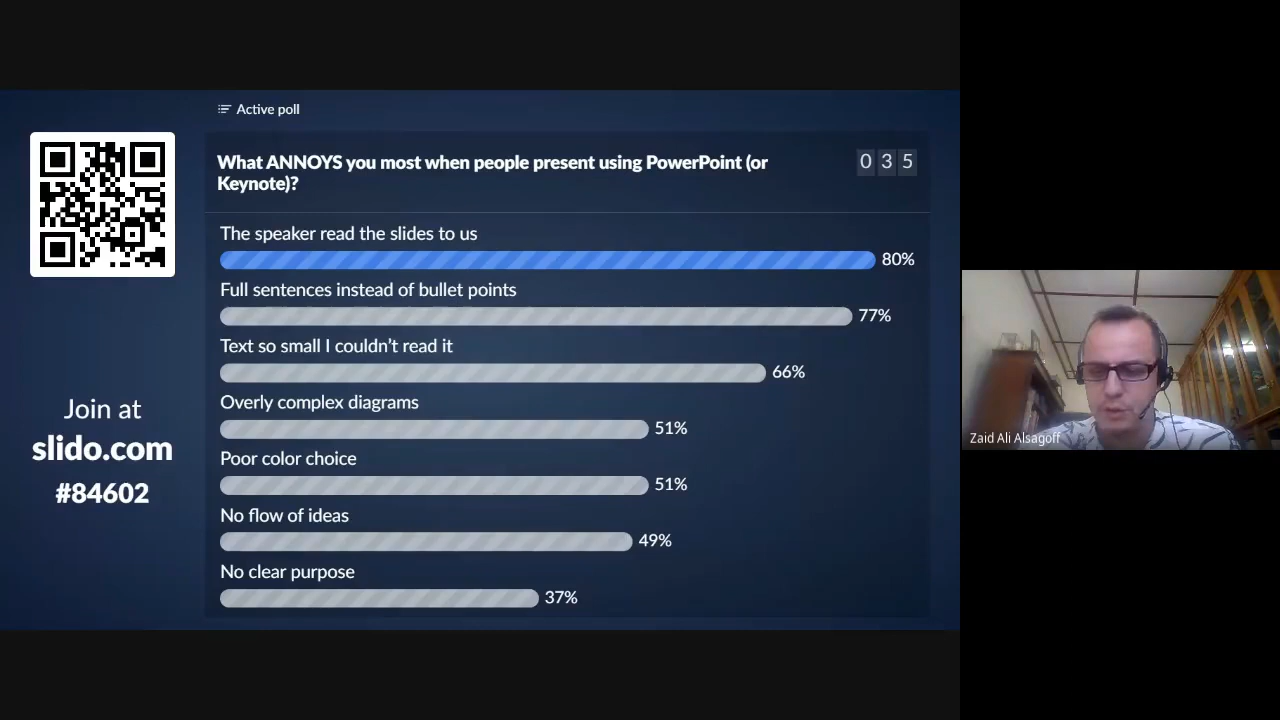 Active poll
What ANNOYS you most when people present using PowerPoint (or
Keynote)?
035
The speaker read the slides to us
80%
Full sentences instead of bullet points
77%
Text so small I couldn’t read it
66%
Overly complex diagrams
51%
Poor color choice
51%
No flow of ideas
49%
No clear purpose
37%
Join at
slido.com
#84602
Zaid Ali Alsagoff